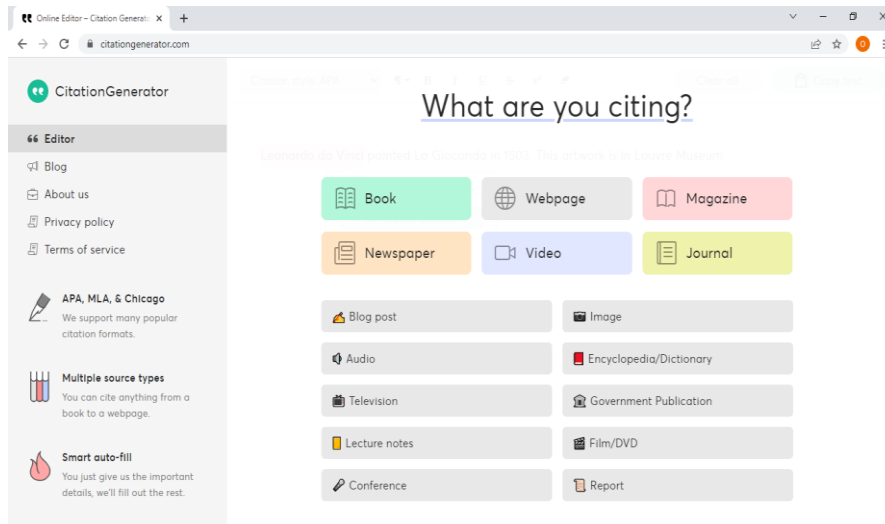 Online Editor – Citation Generat
citationgenerator.com
O
CitationGenerator
Editor
Blog
About us
Privacy policy
Terms of service
APA, MLA, & Chicago
We support many popular
citation formats.
Multiple source types
You can cite anything from a
book to a webpage.
Smart auto-fill
You just give us the important
details, we'll fill out the rest.
What are you citing?
Leonardo da Vinci painted La Gioconda in 1503. This artwork is in Louvre Museum.
Book
Webpage
Magazine
Newspaper
Video
Journal
Blog post
Image
Audio
Encyclopedia/Dictionary
Television
Government Publication
Lecture notes
Film/DVD
Conference
Report